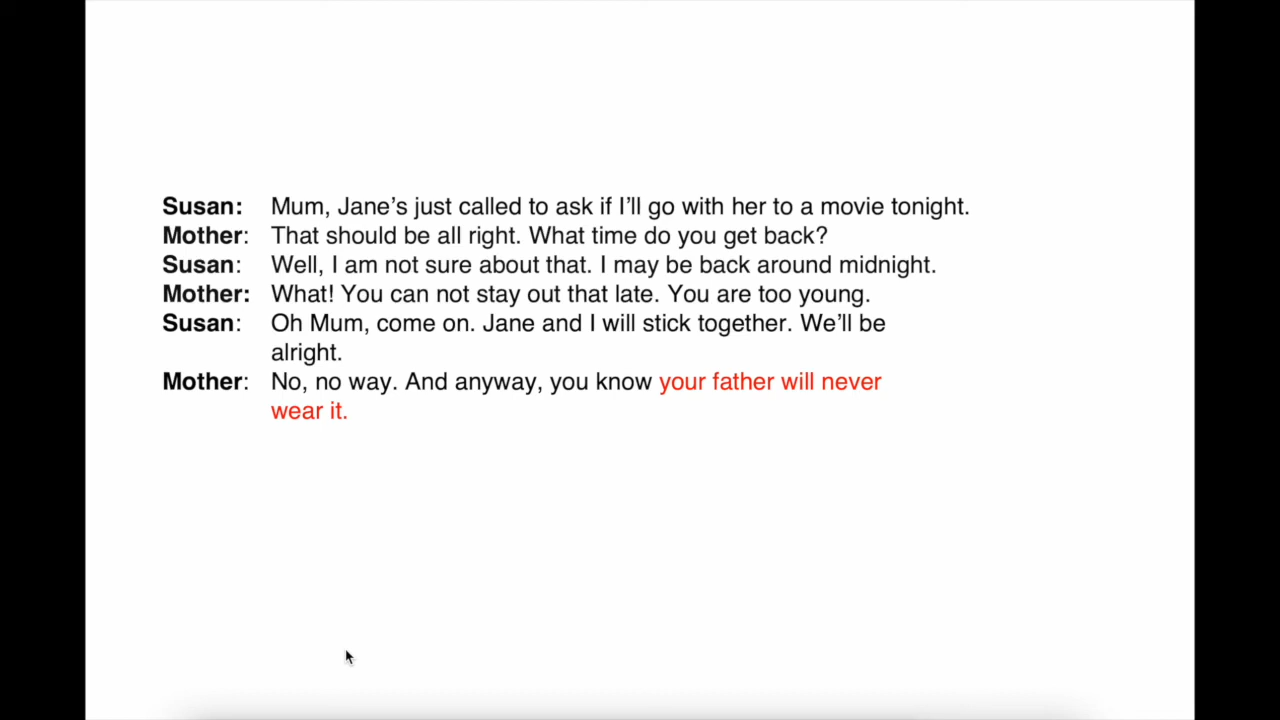 Susan: Mum, Jane’s just called to ask if I’ll go with her to a movie tonight.
Mother: That should be all right. What time do you get back?
Susan: Well, I am not sure about that. I may be back around midnight.
Mother: What! You can not stay out that late. You are too young.
Susan: Oh Mum, come on. Jane and I will stick together. We’ll be
alright.
Mother: No, no way. And anyway, you know your father will never
wear it.